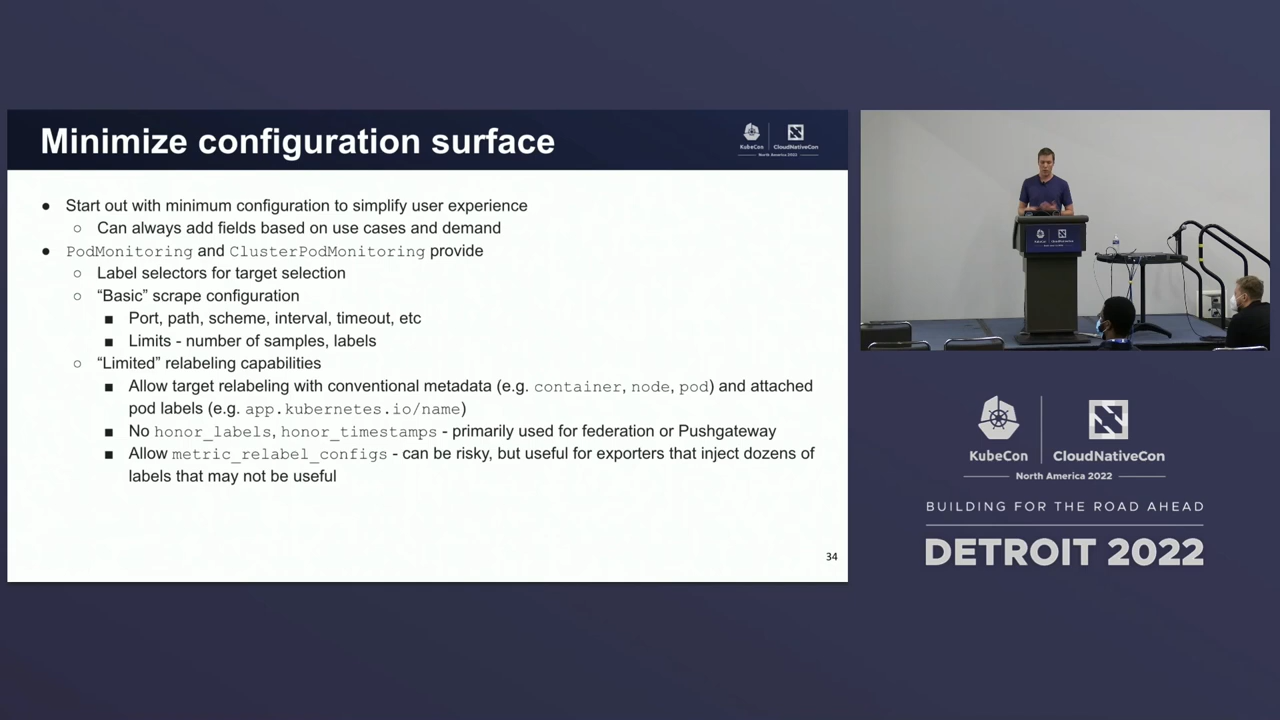 Minimize configuration surface
KubeCon
CloudNativeCon
North America 2022
● Start out with minimum configuration to simplify user experience
○ Can always add fields based on use cases and demand
● PodMonitoring and ClusterPodMonitoring provide
○ Label selectors for target selection
○ “Basic” scrape configuration
■ Port, path, scheme, interval, timeout, etc
■ Limits - number of samples, labels
○ “Limited” relabeling capabilities
■ Allow target relabeling with conventional metadata (e.g. container, node, pod) and attached
pod labels (e.g. app.kubernetes.io/name)
■ No honor_labels, honor_timestamps - primarily used for federation or Pushgateway
■ Allow metric_relabel_configs - can be risky, but useful for exporters that inject dozens of
labels that may not be useful
34
KubeCon
CloudNativeCon
North America 2022
BUILDING FOR THE ROAD AHEAD
DETROIT 2022